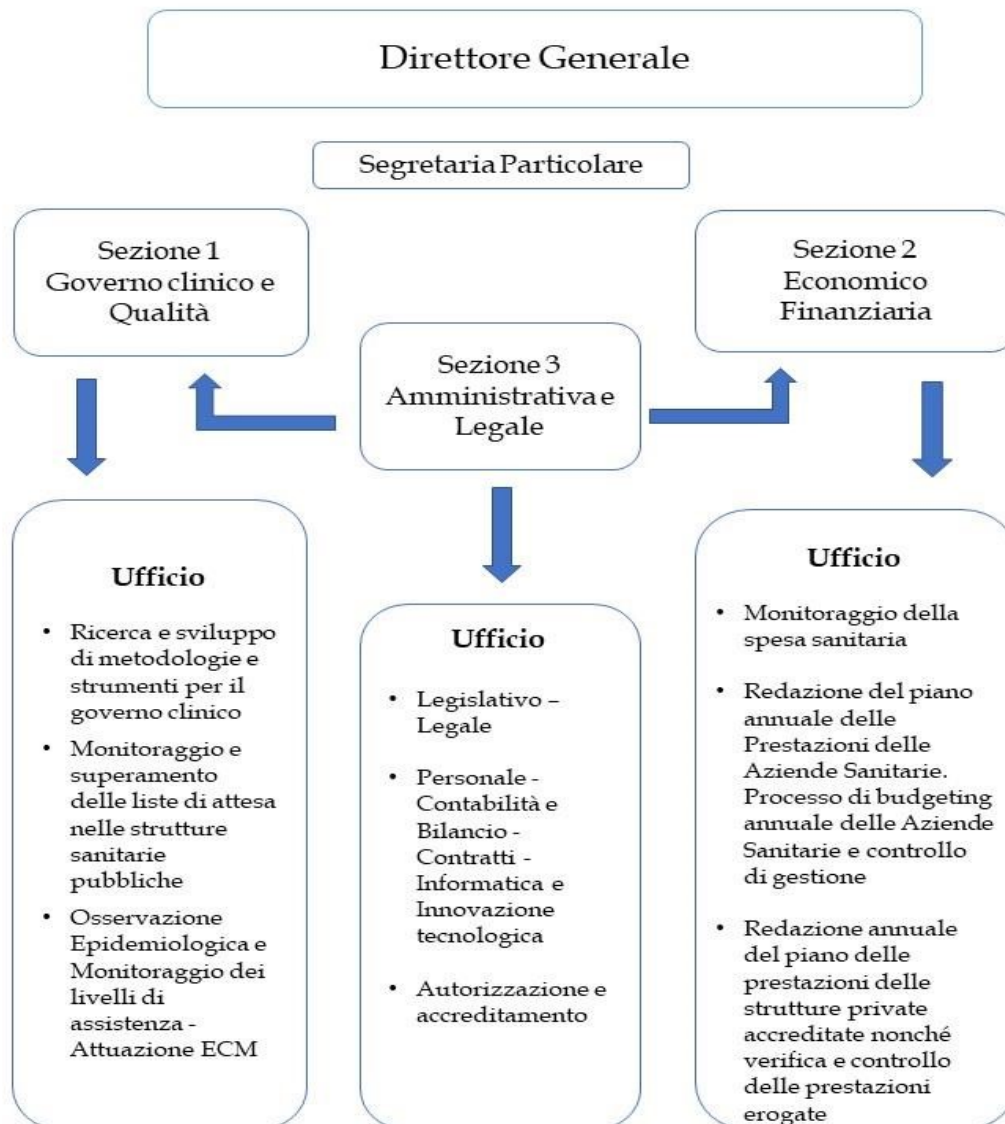 Direttore Generale
Segretaria Particolare
Sezione 1
Governo clinico e
Qualità
Sezione 2
Economico
Finanziaria
Sezione 3
Amministrativa e
Legale
Ufficio
• Ricerca e sviluppo
di metodologie e
strumenti per il
governo clinico
• Monitoraggio e
superamento
delle liste di attesa
nelle strutture
sanitarie
pubbliche
• Osservazione
Epidemiologica e
Monitoraggio dei
livelli di
assistenza -
Attuazione ECM
Ufficio
• Legislativo –
Legale
• Personale -
Contabilità e
Bilancio -
Contratti -
Informatica e
Innovazione
tecnologica
• Autorizzazione e
accreditamento
Ufficio
• Monitoraggio della
spesa sanitaria
• Redazione del piano
annuale delle
Prestazioni delle
Aziende Sanitarie.
Processo di budgeting
annuale delle Aziende
Sanitarie e controllo
di gestione
• Redazione annuale
del piano delle
prestazioni delle
strutture private
accreditate nonché
verifica e controllo
delle prestazioni
erogate